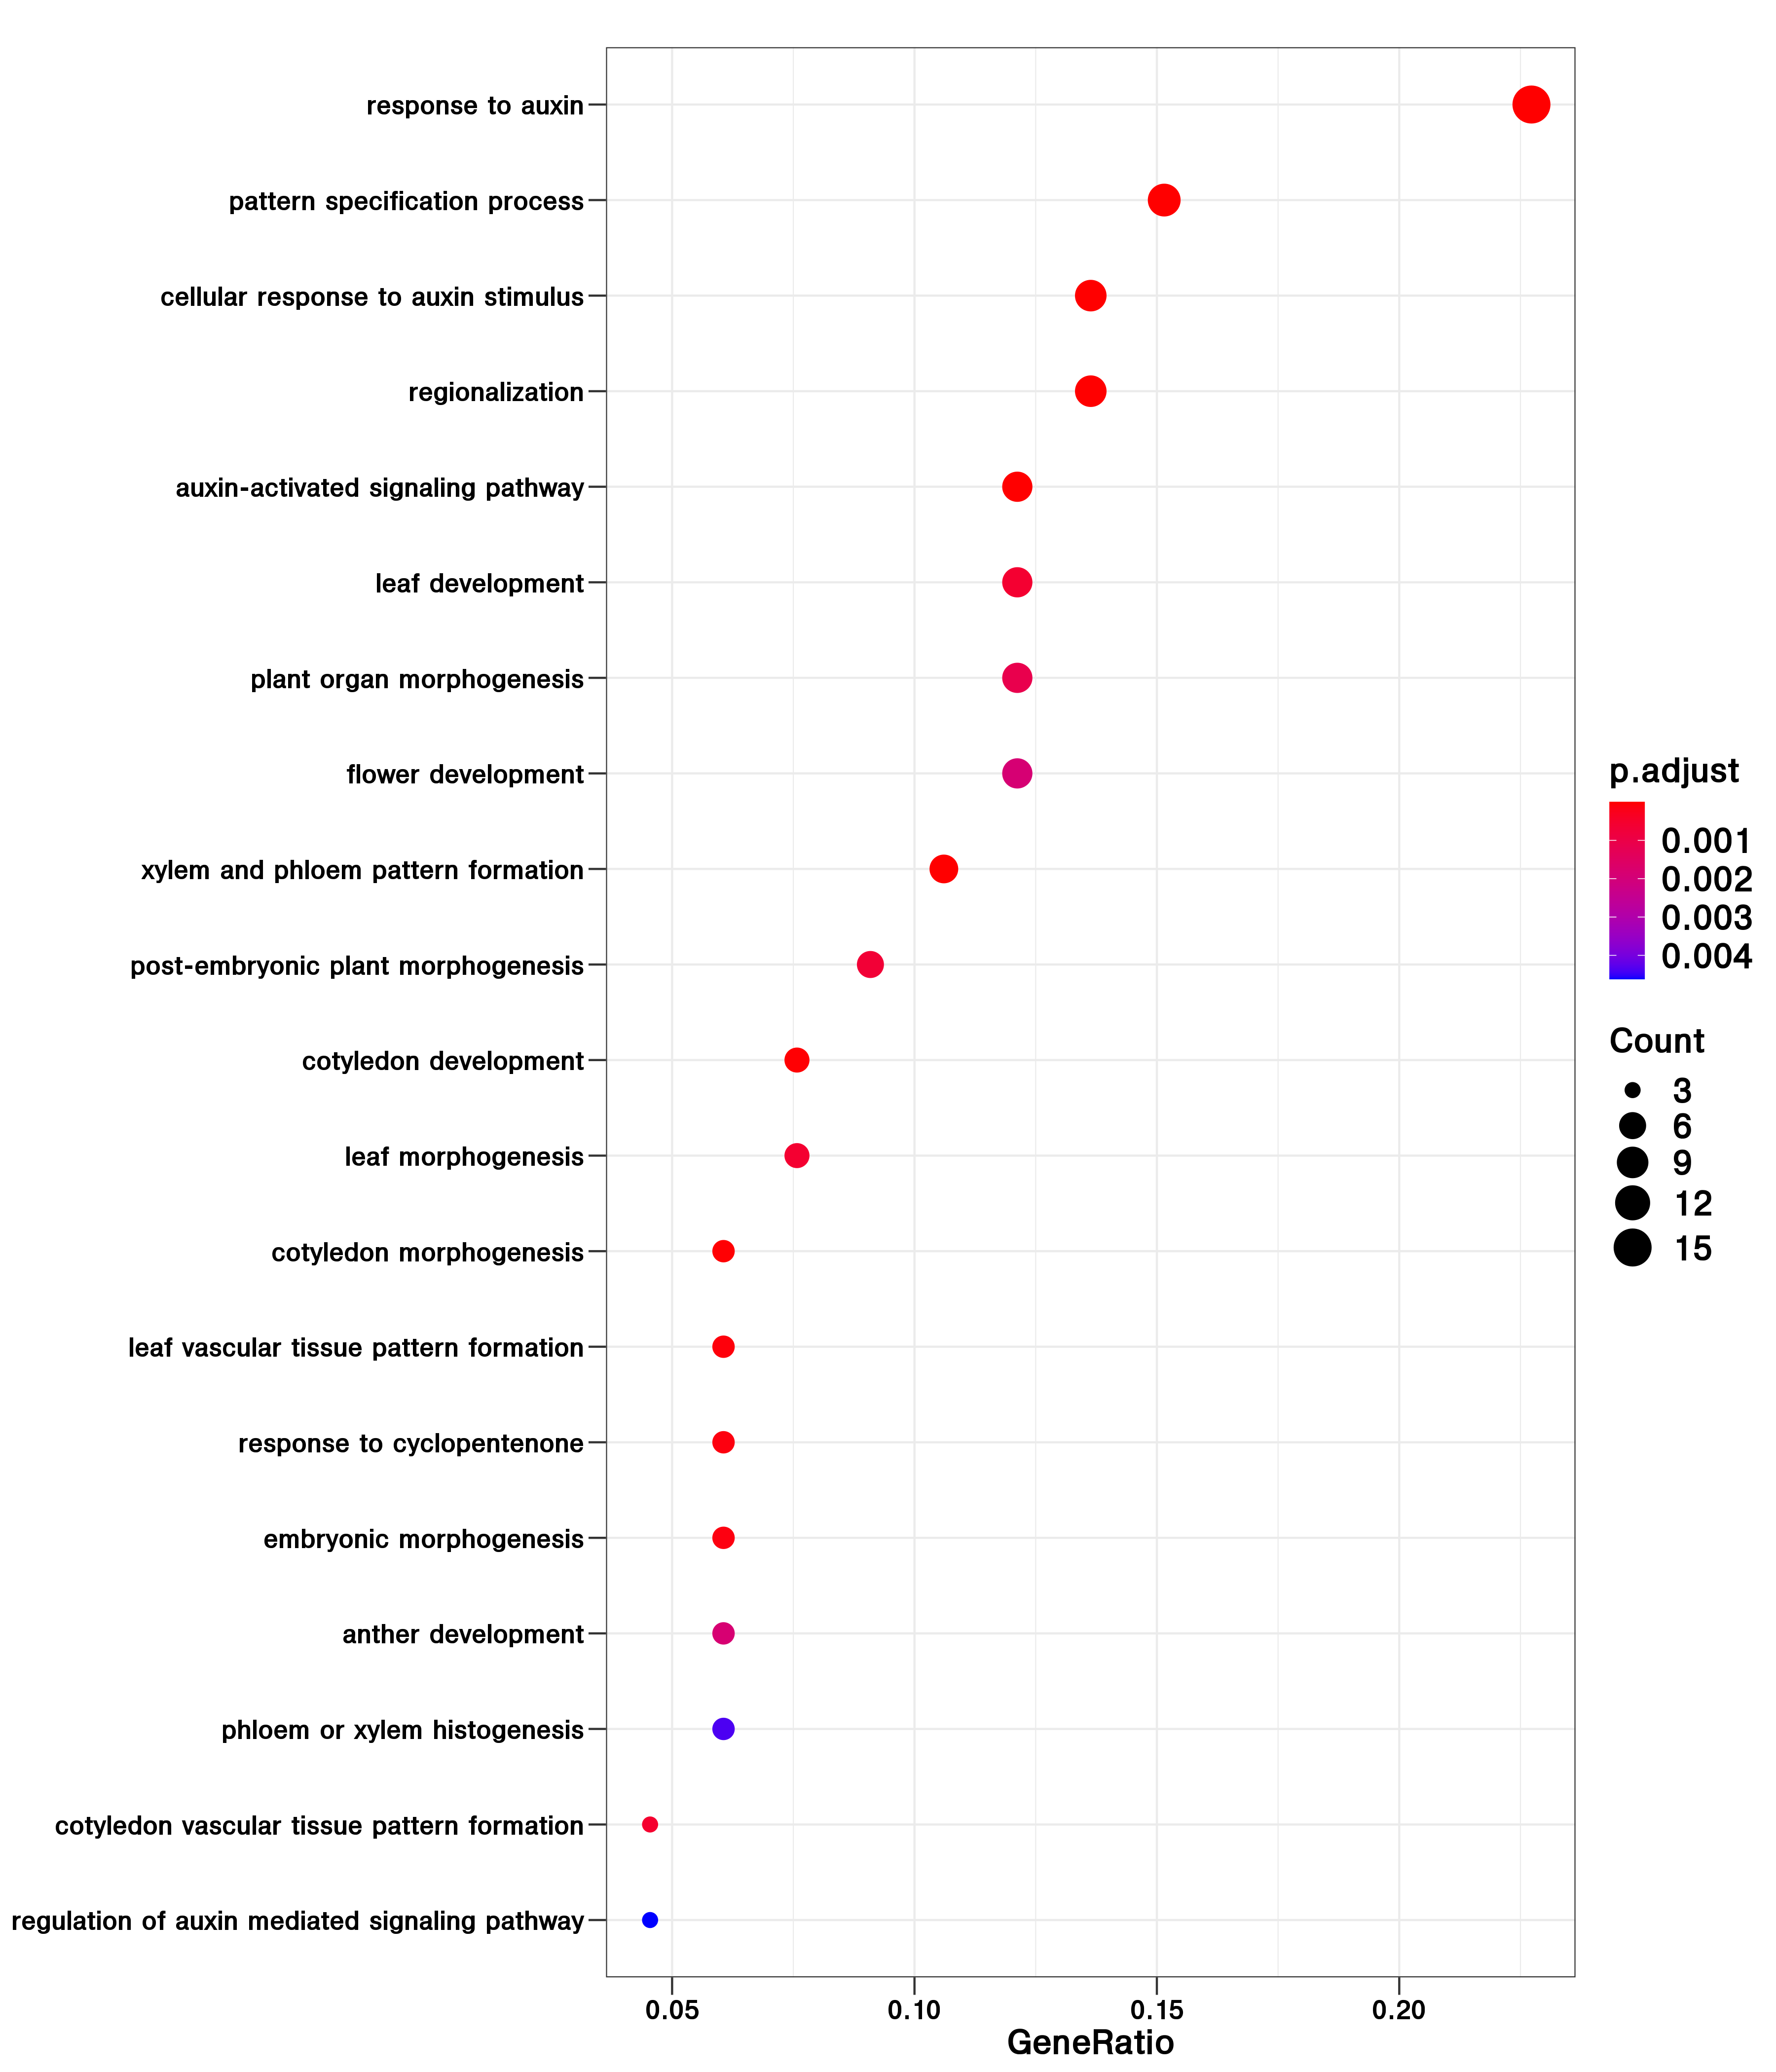 response to auxin
pattern specification process
cellular response to auxin stimulus
regionalization
auxin-activated signaling pathway
leaf development
plant organ morphogenesis
flower development
xylem and phloem pattern formation
post-embryonic plant morphogenesis
cotyledon development
leaf morphogenesis
cotyledon morphogenesis
leaf vascular tissue pattern formation
response to cyclopentenone
embryonic morphogenesis
anther development
phloem or xylem histogenesis
cotyledon vascular tissue pattern formation
regulation of auxin mediated signaling pathway
0.05 0.10 0.15 0.20
GeneRatio
p.adjust
0.001
0.002
0.003
0.004
Count
3
6
9
12
15